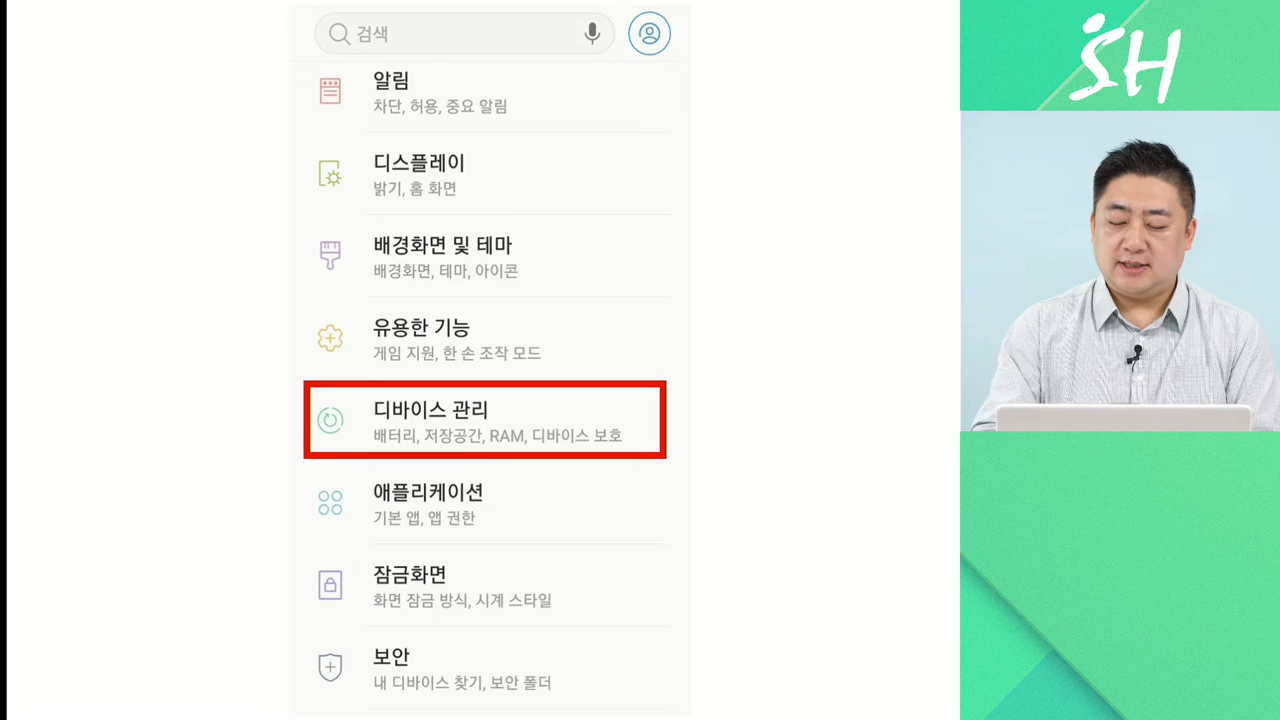 검색
알림
차단, 허용, 중요 알림
디스플레이
밝기, 홈 화면
배경화면 및 테마
배경화면, 테마, 아이콘
유용한 기능
게임 지원, 한 손 조작 모드
디바이스 관리
배터리, 저장공간, RAM, 디바이스 보호
애플리케이션
기본 앱, 앱 권한
잠금화면
화면 잠금 방식, 시계 스타일
보안
내 디바이스 찾기, 보안 폴더
SH